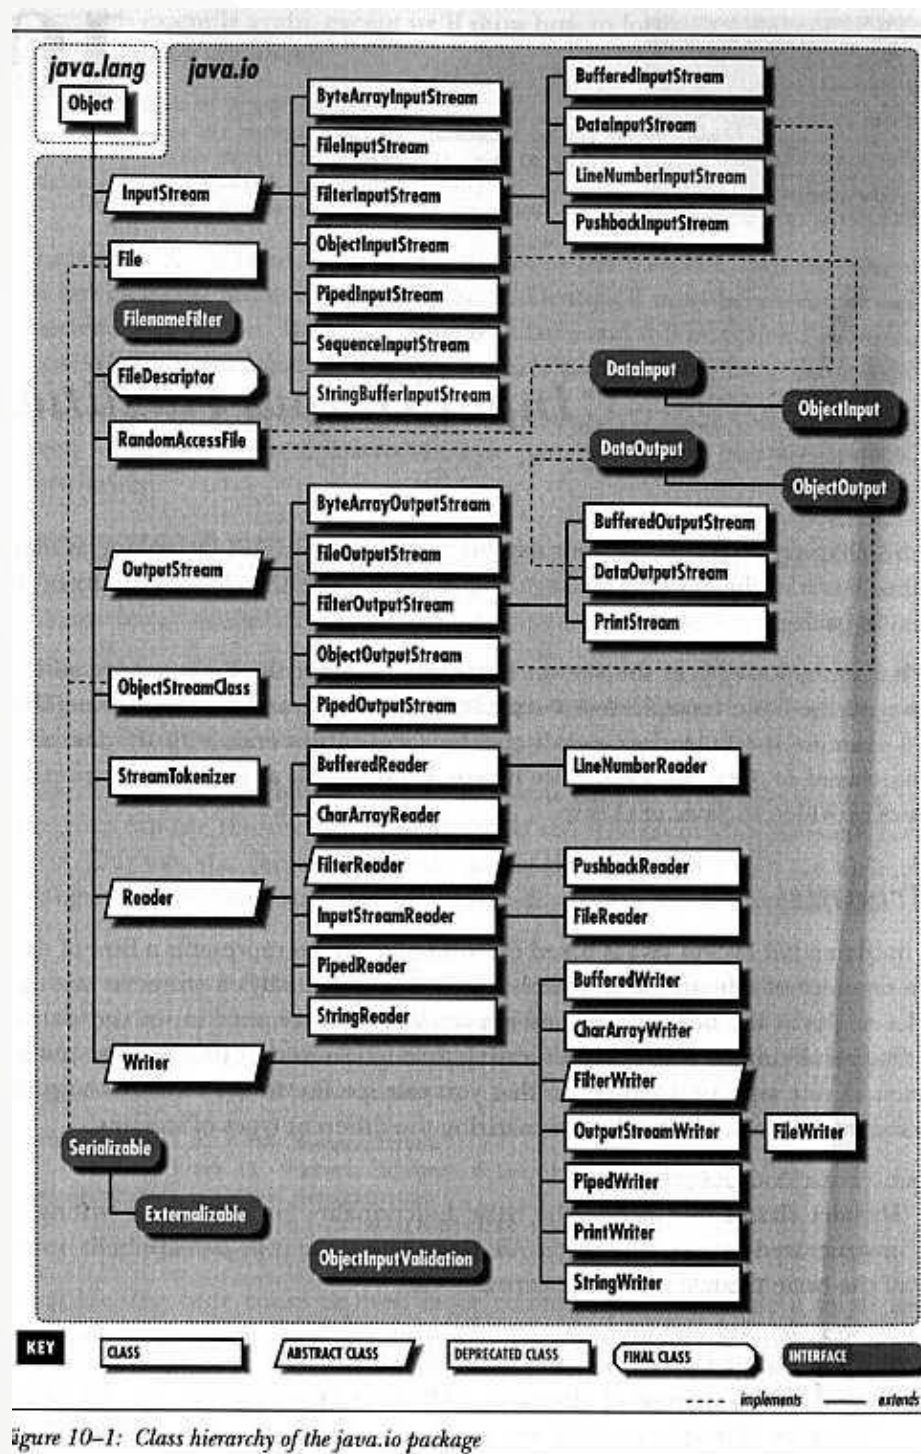 java.lang
java.io
Object
InputStream
File
FilenameFilter
FileDescriptor
RandomAccessFile
OutputStream
ObjectStreamClass
StreamTokenizer
Reader
Writer
Serializable
Externalizable
ByteArrayInputStream
FileInputStream
FilterInputStream
ObjectInputStream
PipedInputStream
SequenceInputStream
StringBufferInputStream
BufferedInputStream
DataInputStream
LineNumberInputStream
PushbackInputStream
DataInput
ObjectInput
DataOutput
ObjectOutput
ByteArrayOutputStream
FileOutputStream
FilterOutputStream
ObjectOutputStream
PipedOutputStream
BufferedOutputStream
DataOutputStream
PrintStream
BufferedReader
CharArrayReader
FilterReader
InputStreamReader
PipedReader
StringReader
LineNumberReader
PushbackReader
FileReader
BufferedWriter
CharArrayWriter
FilterWriter
OutputStreamWriter
FileWriter
PipedWriter
PrintWriter
StringWriter
ObjectInputValidation
KEY
CLASS
ABSTRACT CLASS
DEPRECATED CLASS
FINAL CLASS
INTERFACE
implements
extends
igure 10–1: Class hierarchy of the java.io package